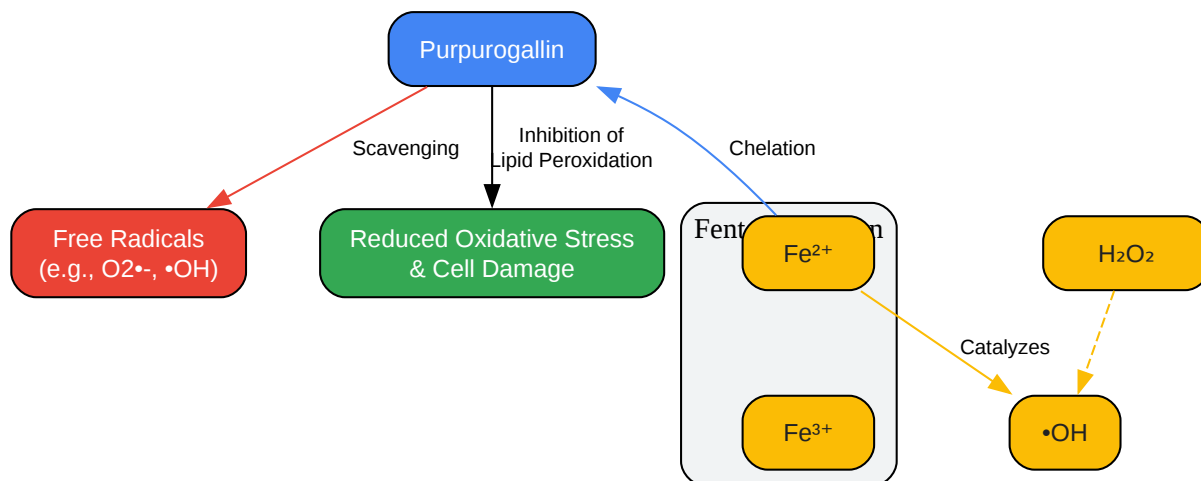 Purpurogallin
Scavenging
Inhibition of
Lipid Peroxidation
Chelation
Free Radicals
(e.g., O2•-, •OH)
Reduced Oxidative Stress
& Cell Damage
Fe²⁺
H₂O₂
Catalyzes
Fe³⁺
•OH